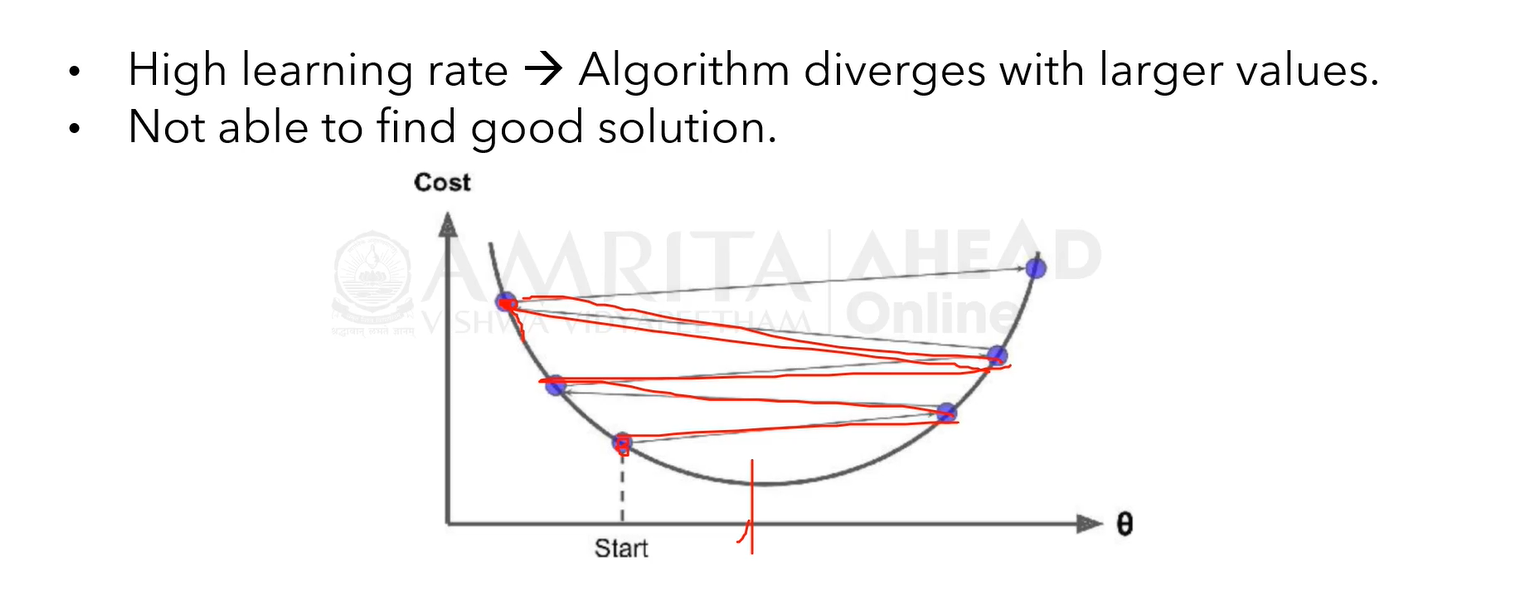 • High learning rate → Algorithm diverges with larger values.
• Not able to find good solution.
Cost
AMRITA
VISHWA VIDYAPEETHAM
AHEAD
Online
θ
Start